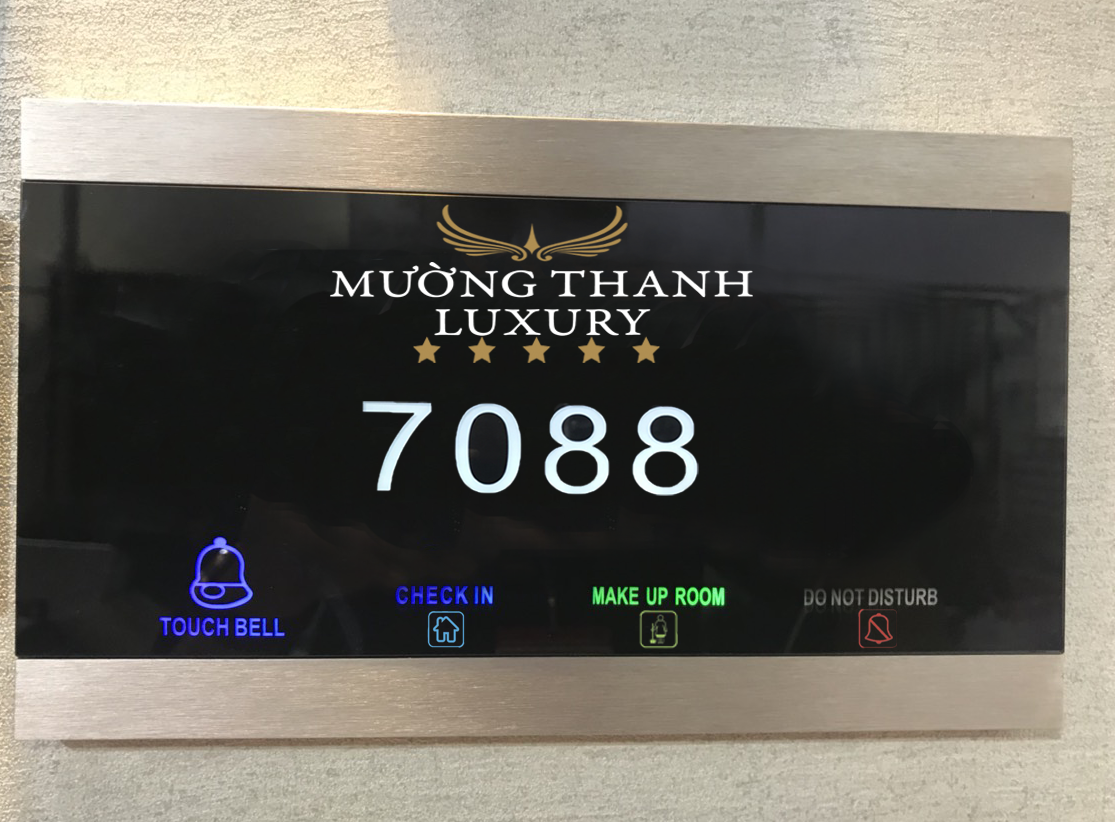 MƯỜNG THANH
LUXURY
7088
TOUCH BELL
CHECK IN
MAKE UP ROOM
DO NOT DISTURB